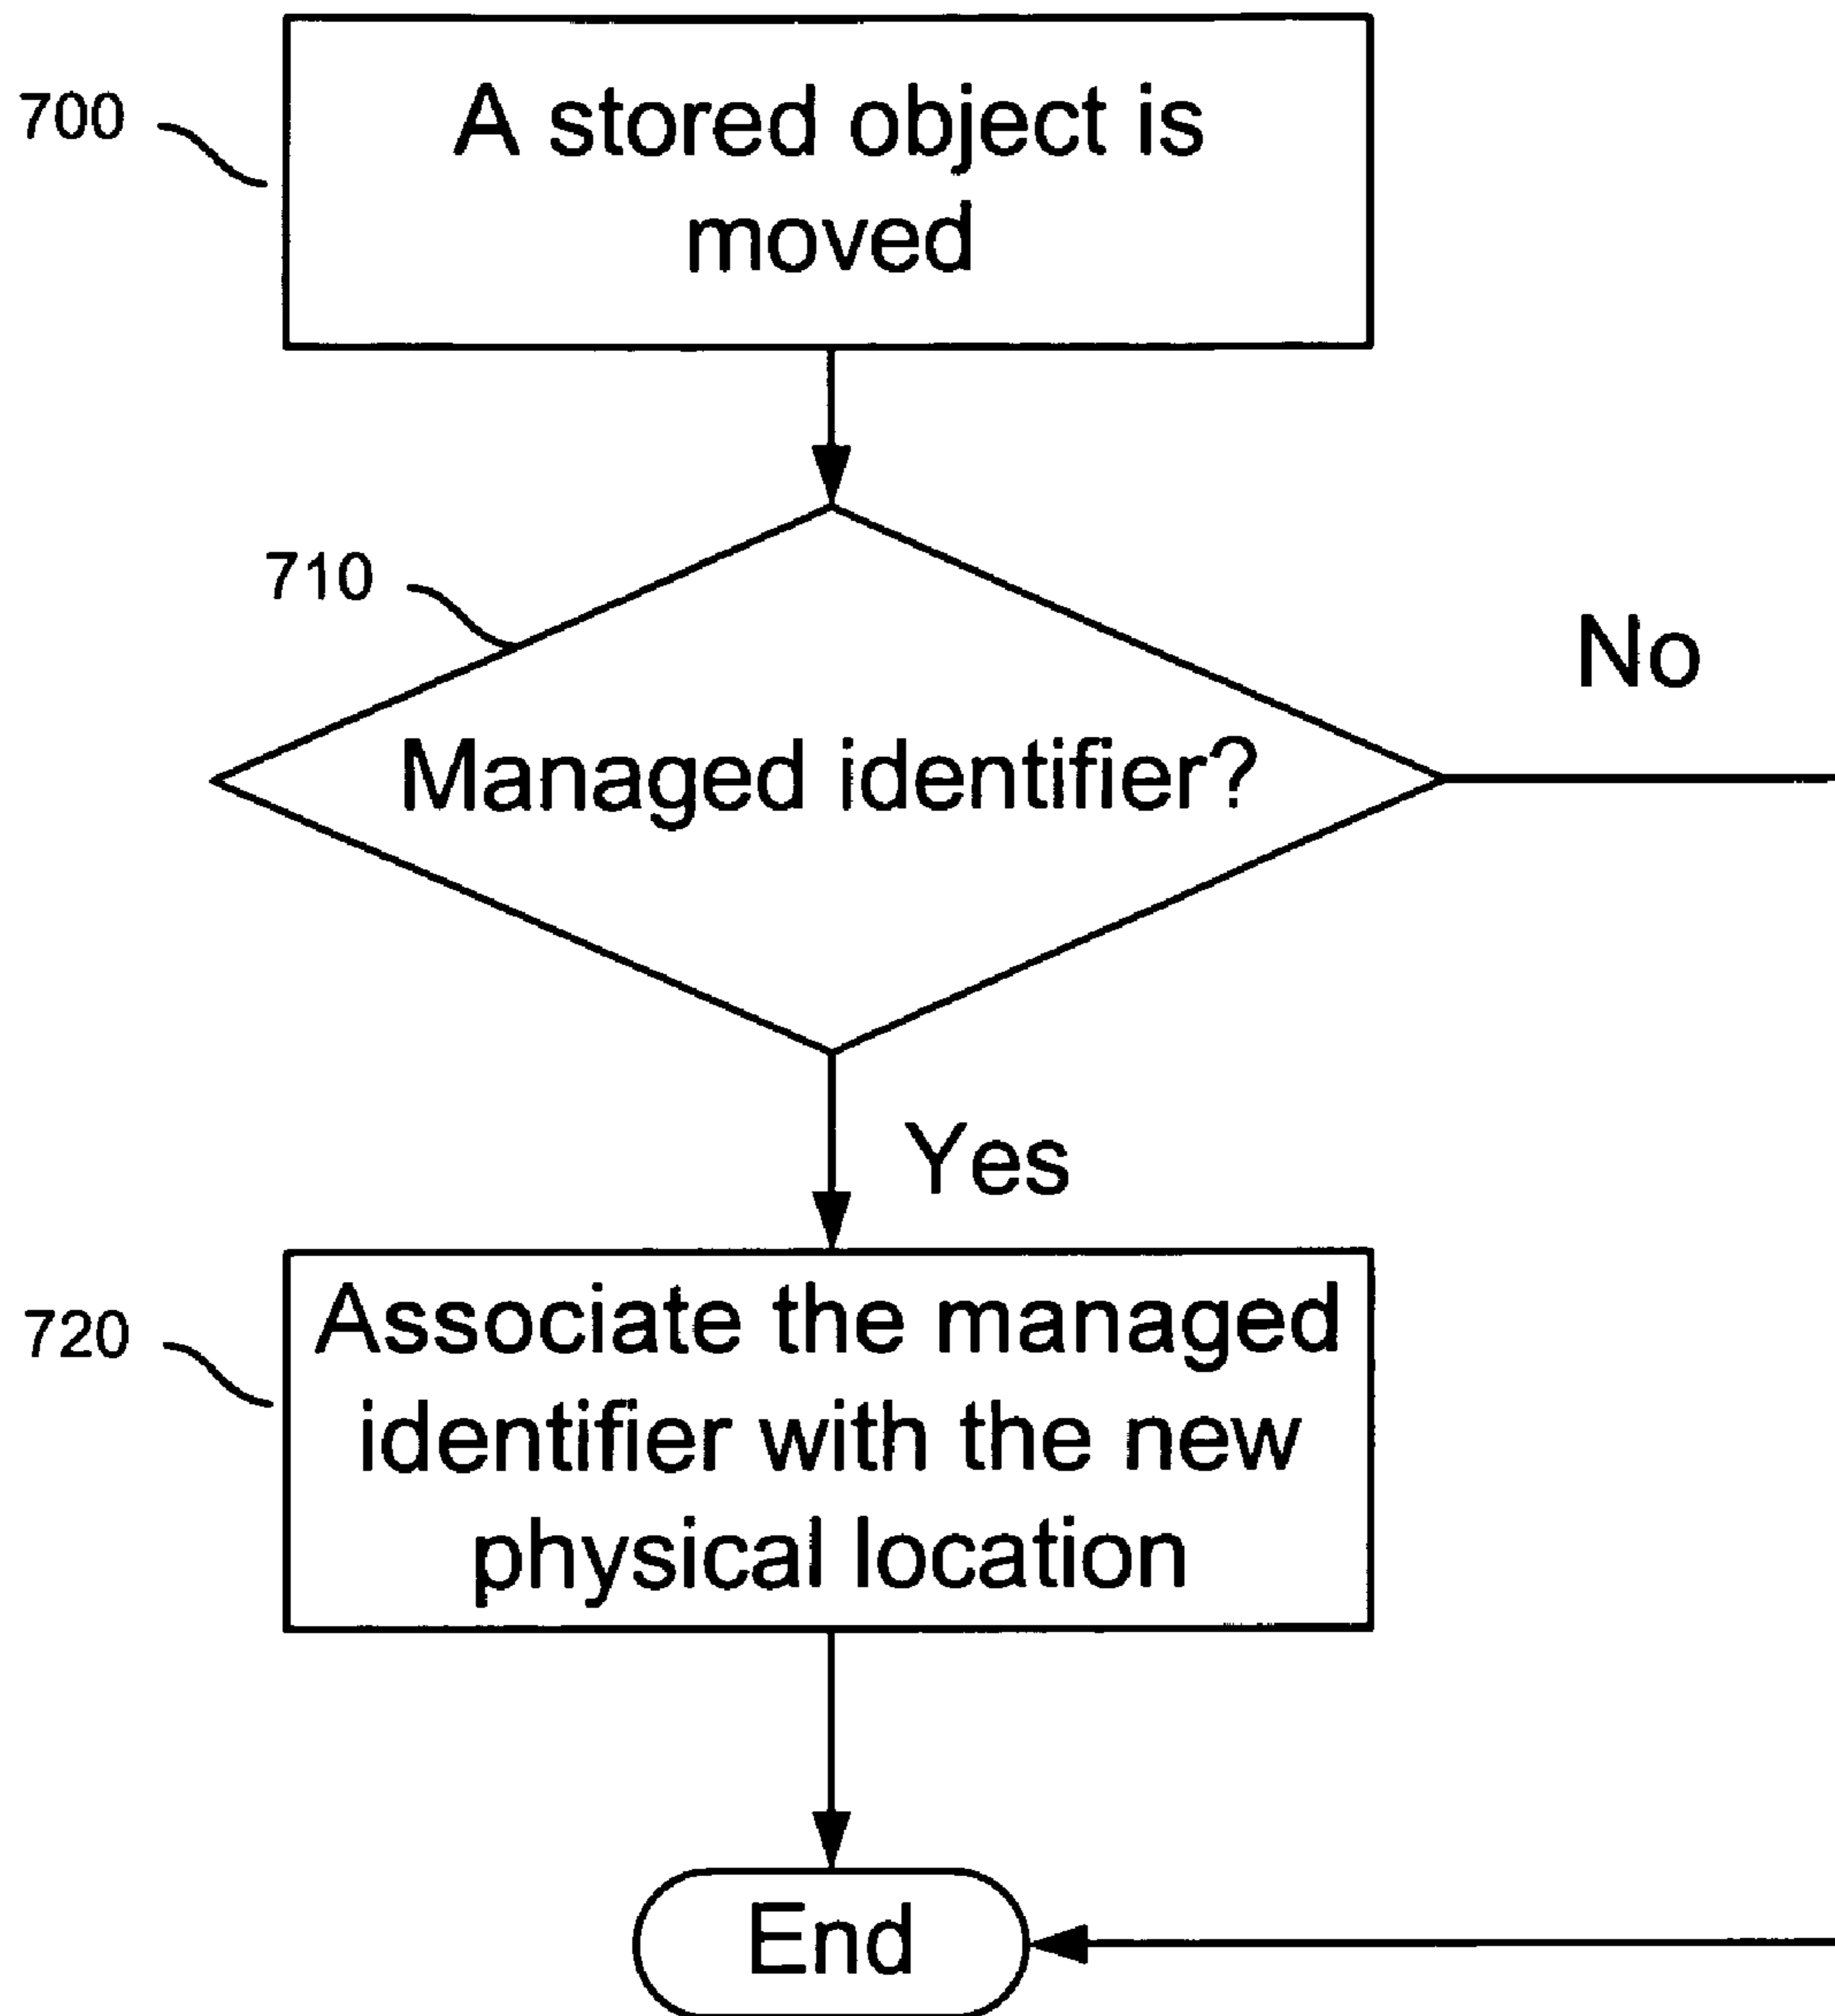 700
A stored object is
moved
710
No
Managed identifier?
Yes
720
Associate the managed
identifier with the new
physical location
End